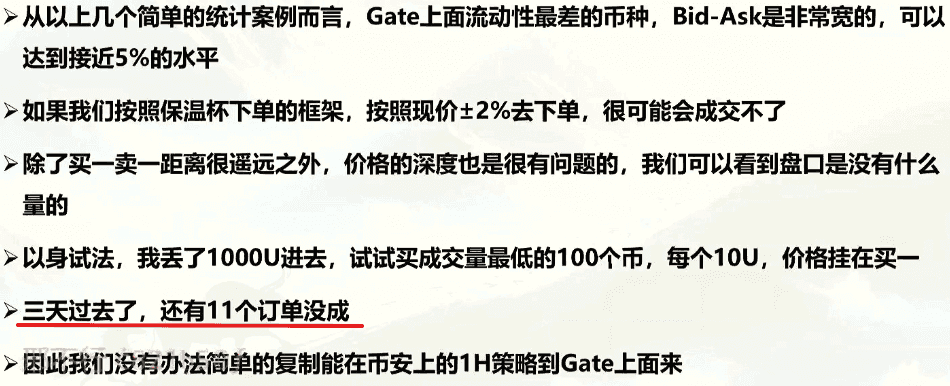 ➢从以上几个简单的统计案例而言，Gate上面流动性最差的币种，Bid-Ask是非常宽的，可以
达到接近5%的水平
➢如果我们按照保温杯下单的框架，按照现价±2%去下单，很可能会成交不了
➢除了买一卖一距离很遥远之外，价格的深度也是很有问题的，我们可以看到盘口是没有什么
量的
➢以身试法，我丢了1000U进去，试试买成交量最低的100个币，每个10U，价格挂在买一
➢三天过去了，还有11个订单没成
➢因此我们没有办法简单的复制能在币安上的1H策略到Gate上面来